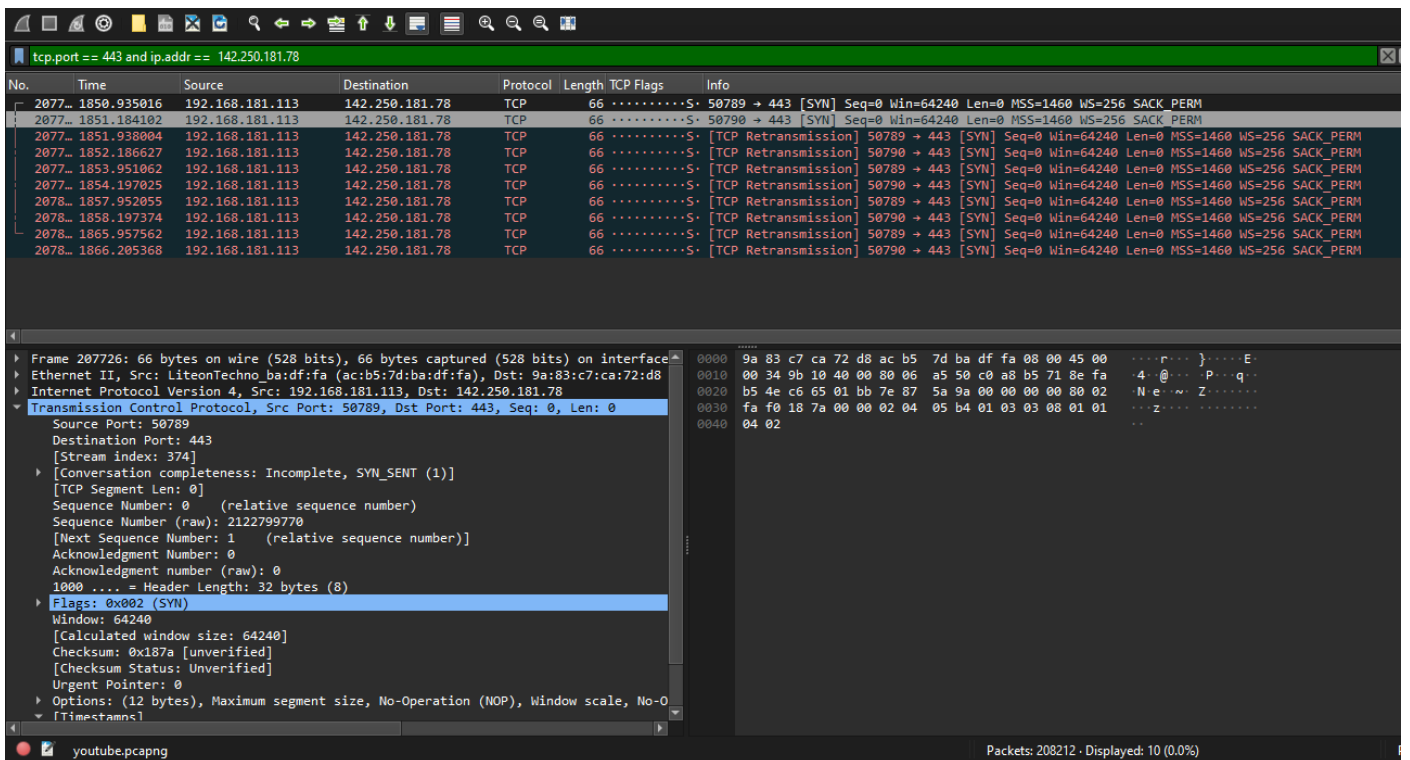 tcp.port == 443 and ip.addr ==  142.250.181.78
No. Time Source Destination Protocol Length TCP Flags Info
2077… 1850.935016 192.168.181.113 142.250.181.78 TCP 66 ··········S· 50789 → 443 [SYN] Seq=0 Win=64240 Len=0 MSS=1460 WS=256 SACK_PERM
2077… 1851.184102 192.168.181.113 142.250.181.78 TCP 66 ··········S· 50790 → 443 [SYN] Seq=0 Win=64240 Len=0 MSS=1460 WS=256 SACK_PERM
2077… 1851.938004 192.168.181.113 142.250.181.78 TCP 66 ··········S· [TCP Retransmission] 50789 → 443 [SYN] Seq=0 Win=64240 Len=0 MSS=1460 WS=256 SACK_PERM
2077… 1852.186627 192.168.181.113 142.250.181.78 TCP 66 ··········S· [TCP Retransmission] 50790 → 443 [SYN] Seq=0 Win=64240 Len=0 MSS=1460 WS=256 SACK_PERM
2077… 1853.951062 192.168.181.113 142.250.181.78 TCP 66 ··········S· [TCP Retransmission] 50789 → 443 [SYN] Seq=0 Win=64240 Len=0 MSS=1460 WS=256 SACK_PERM
2077… 1854.197025 192.168.181.113 142.250.181.78 TCP 66 ··········S· [TCP Retransmission] 50790 → 443 [SYN] Seq=0 Win=64240 Len=0 MSS=1460 WS=256 SACK_PERM
2078… 1857.952055 192.168.181.113 142.250.181.78 TCP 66 ··········S· [TCP Retransmission] 50789 → 443 [SYN] Seq=0 Win=64240 Len=0 MSS=1460 WS=256 SACK_PERM
2078… 1858.197374 192.168.181.113 142.250.181.78 TCP 66 ··········S· [TCP Retransmission] 50790 → 443 [SYN] Seq=0 Win=64240 Len=0 MSS=1460 WS=256 SACK_PERM
2078… 1865.957562 192.168.181.113 142.250.181.78 TCP 66 ··········S· [TCP Retransmission] 50789 → 443 [SYN] Seq=0 Win=64240 Len=0 MSS=1460 WS=256 SACK_PERM
2078… 1866.205368 192.168.181.113 142.250.181.78 TCP 66 ··········S· [TCP Retransmission] 50790 → 443 [SYN] Seq=0 Win=64240 Len=0 MSS=1460 WS=256 SACK_PERM
Frame 207726: 66 bytes on wire (528 bits), 66 bytes captured (528 bits) on interface
Ethernet II, Src: LiteonTechno_ba:df:fa (ac:b5:7d:ba:df:fa), Dst: 9a:83:c7:ca:72:d8
Internet Protocol Version 4, Src: 192.168.181.113, Dst: 142.250.181.78
Transmission Control Protocol, Src Port: 50789, Dst Port: 443, Seq: 0, Len: 0
Source Port: 50789
Destination Port: 443
[Stream index: 374]
[Conversation completeness: Incomplete, SYN_SENT (1)]
[TCP Segment Len: 0]
Sequence Number: 0    (relative sequence number)
Sequence Number (raw): 2122799770
[Next Sequence Number: 1    (relative sequence number)]
Acknowledgment Number: 0
Acknowledgment number (raw): 0
1000 .... = Header Length: 32 bytes (8)
Flags: 0x002 (SYN)
Window: 64240
[Calculated window size: 64240]
Checksum: 0x187a [unverified]
[Checksum Status: Unverified]
Urgent Pointer: 0
Options: (12 bytes), Maximum segment size, No-Operation (NOP), Window scale, No-O
[Timestamps]
0000 9a 83 c7 ca 72 d8 ac b5 7d ba df fa 08 00 45 00 ····r··· }·····E·
0010 00 34 9b 10 40 00 80 06 a5 50 c0 a8 b5 71 8e fa ·4··@··· ·P···q··
0020 b5 4e c6 65 01 bb 7e 87 5a 9a 00 00 00 00 80 02 ·N·e··~· Z·······
0030 fa f0 18 7a 00 00 02 04 05 b4 01 03 03 08 01 01 ···z···· ········
0040 04 02 ··
youtube.pcapng
Packets: 208212 · Displayed: 10 (0.0%)